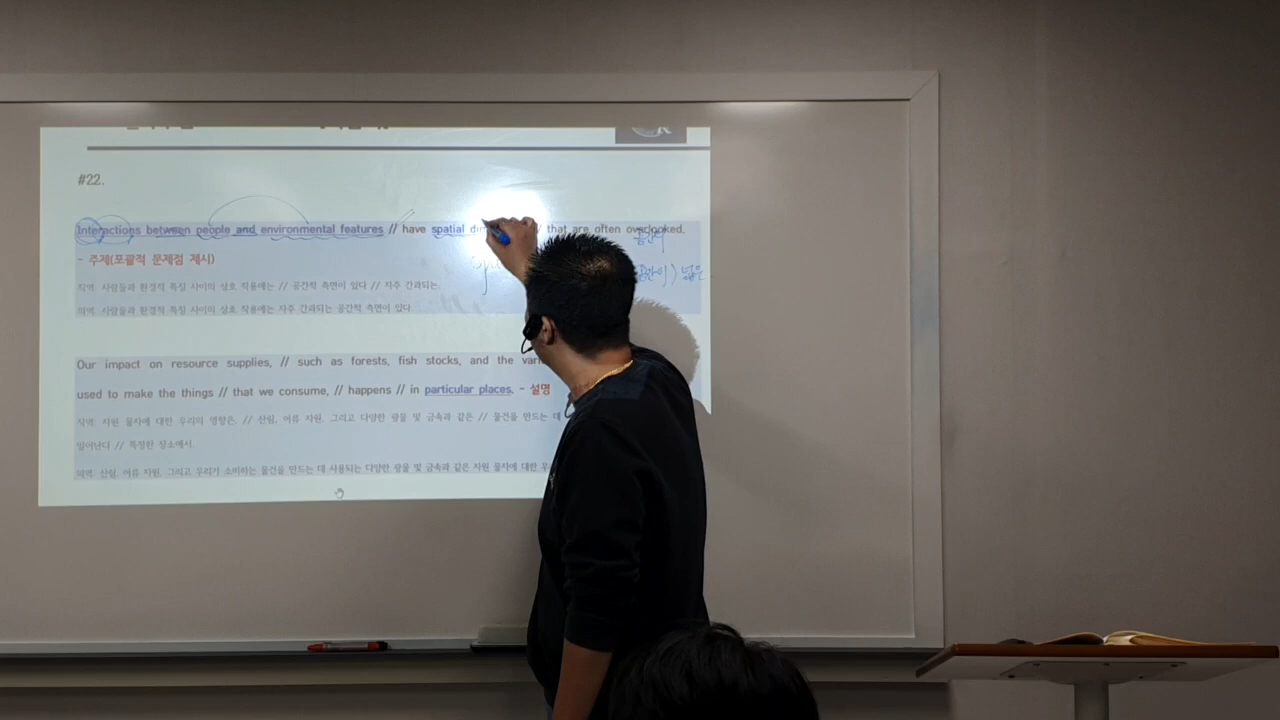 #22.
Interactions between people and environmental features // have spatial // that are often overlooked.
공간이
- 주제(포괄적 문제점 제시)
공간이) 넓은
직역: 사람들과 환경적 특징 사이의 상호 작용에는 // 공간적 측면이 있다 // 자주 간과되는.
의역: 사람들과 환경적 특징 사이의 상호 작용에는 자주 간과되는 공간적 측면이 있다.
Our impact on resource supplies, // such as forests, fish stocks, and the
used to make the things // that we consume, // happens // in particular places. - 설명
직역: 자원 물자에 대한 우리의 영향은, // 산림, 어류 자원, 그리고 다양한 광물 및 금속과 같은 // 물건을 만드는 데
일어난다 // 특정한 장소에서.
의역: 산림, 어류 자원, 그리고 우리가 소비하는 물건을 만드는 데 사용되는 다양한 광물 및 금속과 같은 자원 물자에 대한